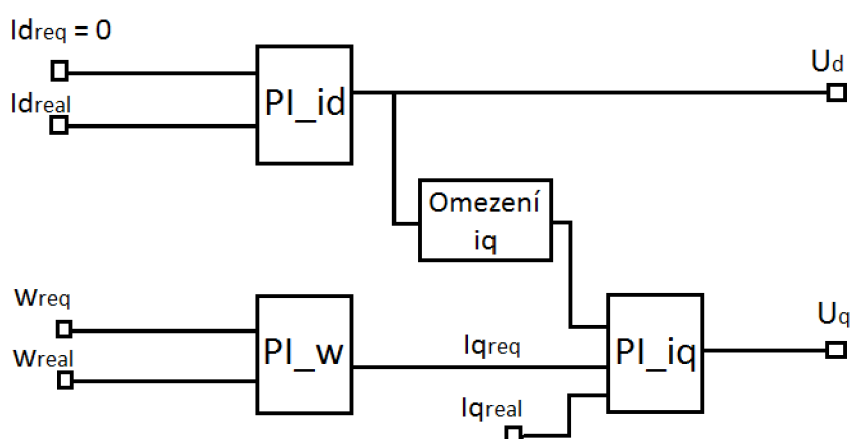 Idreq = 0
Idreal
PI_id
Ud
Omezení
iq
wreq
wreal
PI_w
Iqreq
Iqreal
PI_iq
Uq